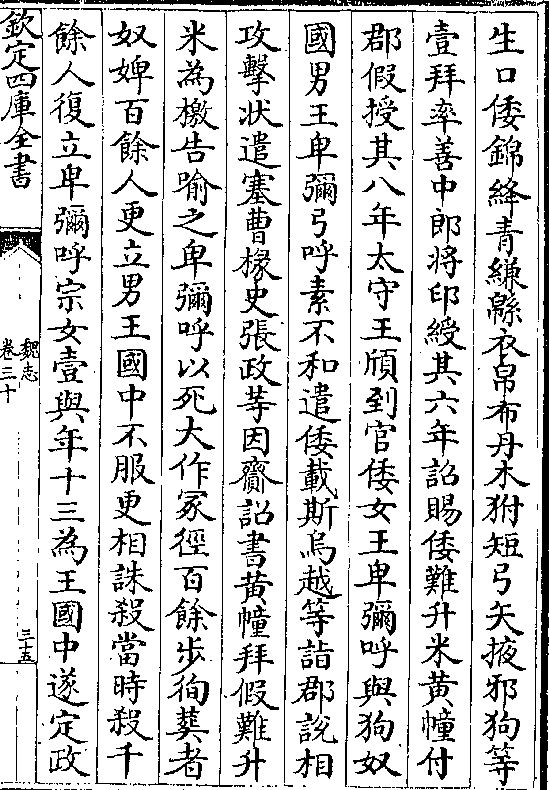 生口倭錦絳青縑緜衣帛布丹木𤝔短弓矢掖邪狗等
壹拜率善中郎將印綬其六年詔賜倭難升米黃幢付
郡假授其八年太守王頎到官倭女王卑彌呼與狗奴
國男王卑彌弓呼素不和遣倭載斯烏越等詣郡說相
攻擊狀遣塞曹掾史張政等因齎詔書黃幢拜假難升
米為檄告喻之卑彌呼以死大作冢徑百餘步徇葬者
奴婢百餘人更立男王國中不服更相誅殺當時殺千
餘人復立卑彌呼宗女壹與年十三為王國中遂定政
欽定四庫全書
魏志
卷三十
三五